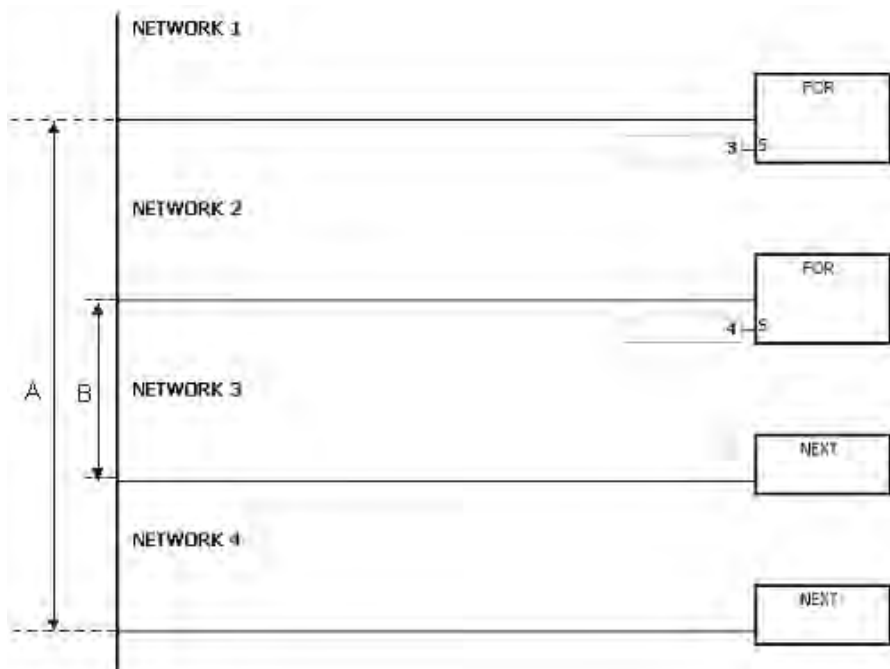 NETWORK 1
FOR
3 S
NETWORK 2
FOR
4 S
A
B
NETWORK 3
NEXT
NETWORK 4
NEXT